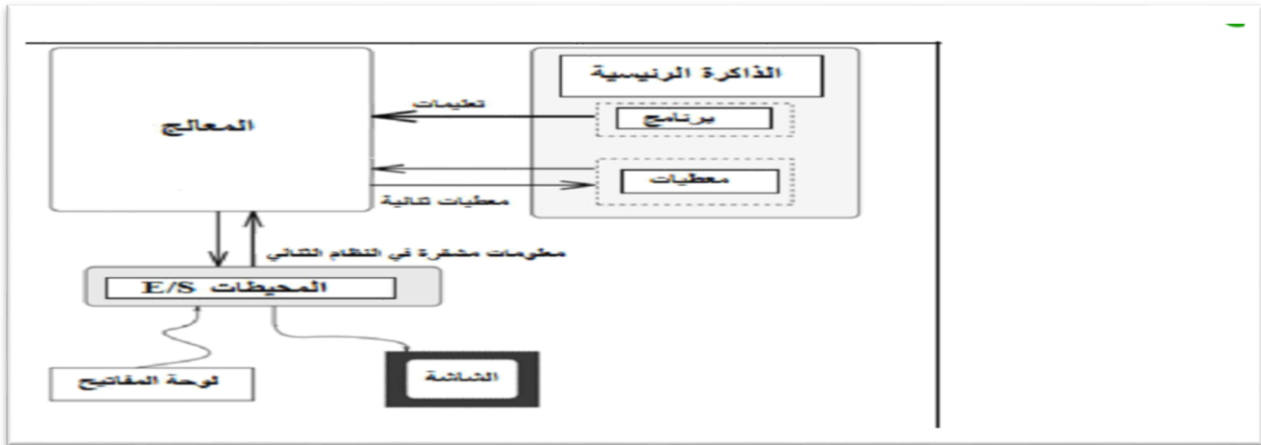 الذاكرة الرئيسية
تعليمات
برنامج
المعالج
معطيات
معطيات ثنائية
معلومات مشفرة في النظام الثنائي
المحيطات E/S
الشاشة
لوحة المفاتيح